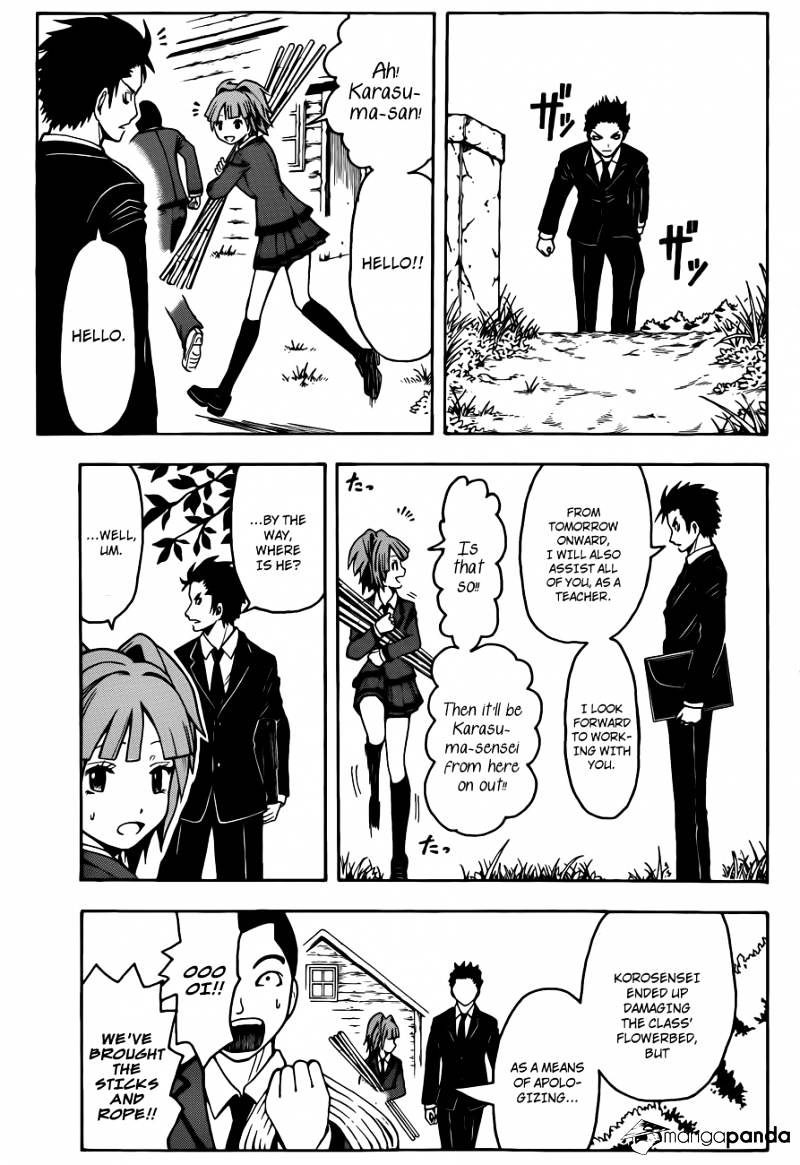 ザッ
ザッ
Ah!
Karasu-
ma-san!
HELLO!!
HELLO.
FROM
TOMORROW
ONWARD,
I WILL ALSO
ASSIST ALL
OF YOU, AS A
TEACHER.
I LOOK
FORWARD
TO WORK-
ING WITH
YOU.
たっ
Is
that
so!!
Then it'll be
Karasu-
ma-sensei
from here
on out!!
たっ
...BY THE
WAY,
WHERE
IS HE?
...WELL,
UM.
KOROSENSEI
ENDED UP
DAMAGING
THE CLASS'
FLOWERBED,
BUT
AS A MEANS
OF APOLO-
GIZING...
OOO
OI!!
WE'VE
BROUGHT
THE
STICKS
AND
ROPE!!
mangapanda